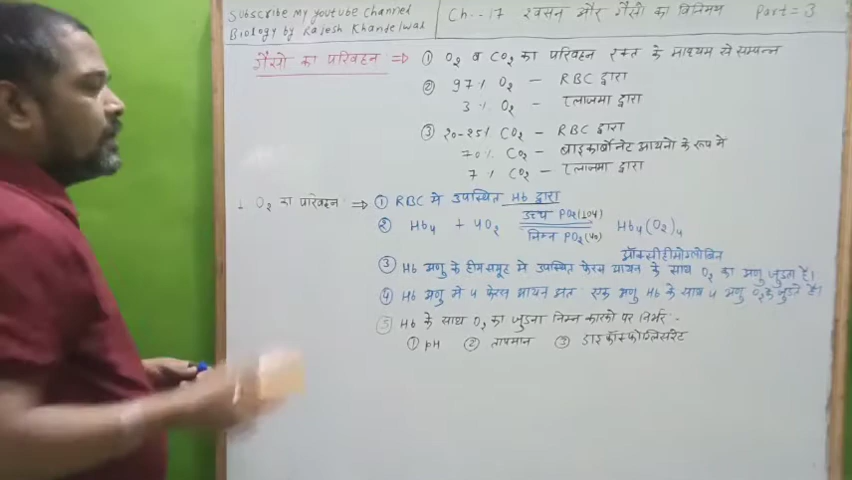 Subscribe My youtube Channel
Biology by Rajesh Khandelwal
Ch.-17 श्वसन और गैसों का विनिमय Part = 3
गैसों का परिवहन ⇒ ① O₂ व CO₂ का परिवहन रक्त के माध्यम से सम्पन्न
② 97% O₂ – RBC द्वारा
3% O₂ – प्लाज्मा द्वारा
③ 20-25% CO₂ – RBC द्वारा
70% CO₂ – बाइकार्बोनेट आयनो के रूप में
7% CO₂ – प्लाज्मा द्वारा
1 O₂ का परिवहन ⇒ ① RBC मे उपस्थित Hb द्वारा
② Hb₄ + 4O₂ उच्च PO₂(104) निम्न PO₂(40) Hb₄(O₂)₄
ऑक्सीहीमोग्लोबिन
③ Hb अणु के हीम समूह मे उपस्थित फेरस आयन के साथ O₂ का अणु जुड़ता है।
④ Hb अणु मे 4 फेरस आयन अतः एक अणु Hb के साथ 4 अणु O₂ के जुड़ते है।
⑤ Hb के साथ O₂ का जुड़ना निम्न कारको पर निर्भर :-
① pH ② तापमान ③ डाइफॉस्फोग्लिसरेट